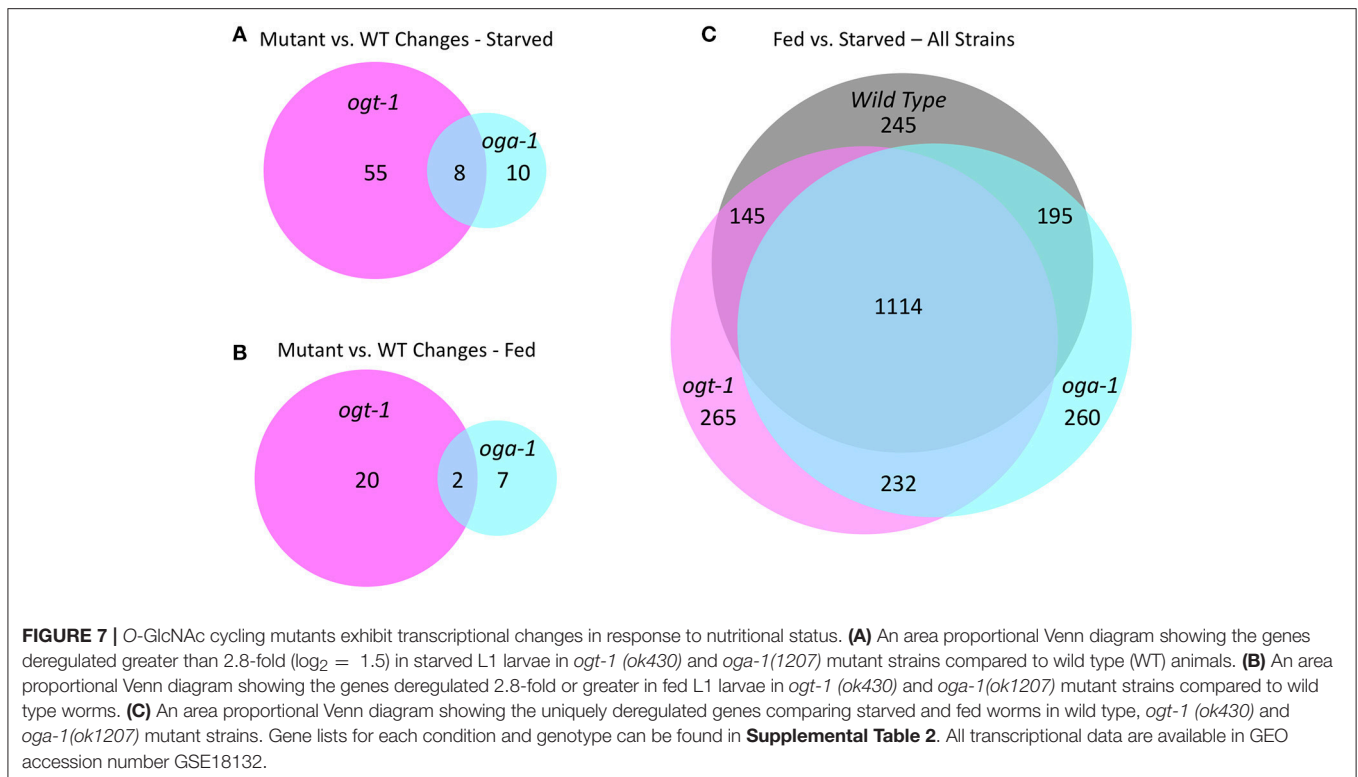 A
Mutant vs. WT Changes - Starved
ogt-1
oga-1
55
8
10
B
Mutant vs. WT Changes - Fed
ogt-1
oga-1
20
2
7
C
Fed vs. Starved – All Strains
Wild Type
245
145
195
1114
ogt-1
265
oga-1
260
232
FIGURE 7 | O-GlcNAc cycling mutants exhibit transcriptional changes in response to nutritional status. (A) An area proportional Venn diagram showing the genes
deregulated greater than 2.8-fold (log₂ = 1.5) in starved L1 larvae in ogt-1 (ok430) and oga-1(1207) mutant strains compared to wild type (WT) animals. (B) An area
proportional Venn diagram showing the genes deregulated 2.8-fold or greater in fed L1 larvae in ogt-1 (ok430) and oga-1(ok1207) mutant strains compared to wild
type worms. (C) An area proportional Venn diagram showing the uniquely deregulated genes comparing starved and fed worms in wild type, ogt-1 (ok430) and
oga-1(ok1207) mutant strains. Gene lists for each condition and genotype can be found in Supplemental Table 2. All transcriptional data are available in GEO
accession number GSE18132.